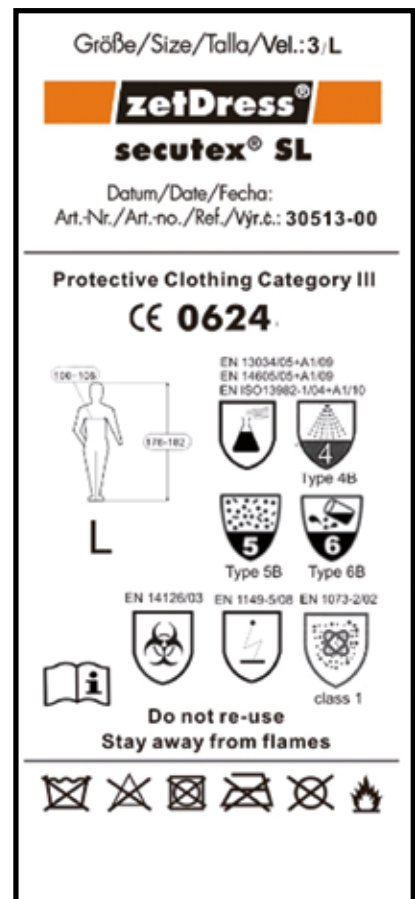 Größe/Size/Talla/Vel.: 3/L
zetDress®
secutex® SL
Datum/Date/Fecha:
Art.-Nr./Art.-no./Ref./Výr.č.: 30513-00
Protective Clothing Category III
CE 0624
EN 13034/05+A1/09
EN 14605/05+A1/09
EN ISO13982-1/04+A1/10
176-182
4
Type 4B
L
5
6
Type 5B
Type 6B
EN 14126/03
EN 1149-5/08
EN 1073-2/02
i
class 1
Do not re-use
Stay away from flames